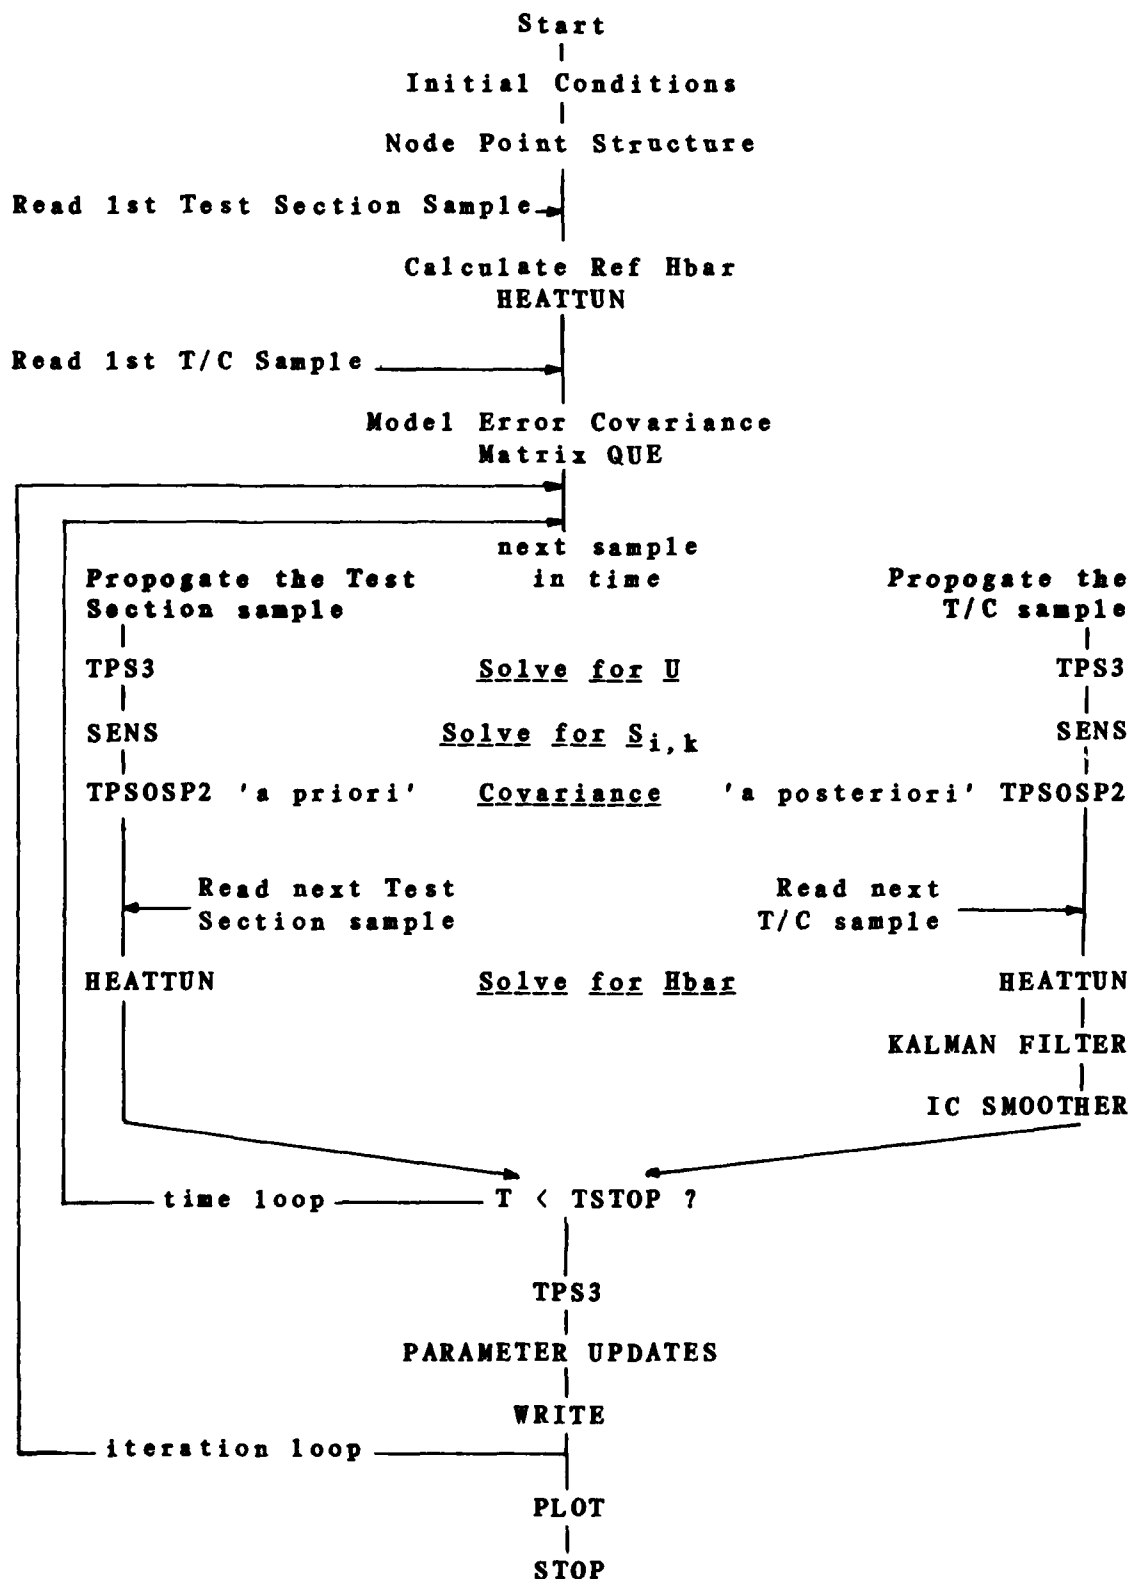 Start
Initial Conditions
Node Point Structure
Read 1st Test Section Sample
Calculate Ref Hbar
HEATTUN
Read 1st T/C Sample
Model Error Covariance
Matrix QUE
next sample
in time
Propogate the Test
Section sample
Propogate the
T/C sample
TPS3 Solve for U TPS3
SENS Solve for Si,k SENS
TPSOSP2 'a priori' Covariance 'a posteriori' TPSOSP2
Read next Test
Section sample
Read next
T/C sample
HEATTUN Solve for Hbar HEATTUN
KALMAN FILTER
IC SMOOTHER
time loop T < TSTOP ?
TPS3
PARAMETER UPDATES
WRITE
iteration loop
PLOT
STOP